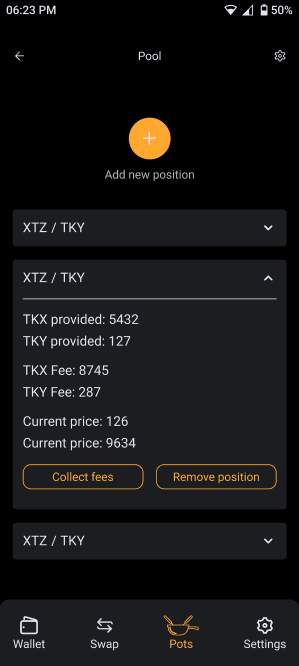 06:23 PM 50%
Pool
Add new position
XTZ / TKY
XTZ / TKY
TKX provided: 5432
TKY provided: 127
TKX Fee: 8745
TKY Fee: 287
Current price: 126
Current price: 9634
Collect fees Remove position
XTZ / TKY
Wallet Swap Pots Settings